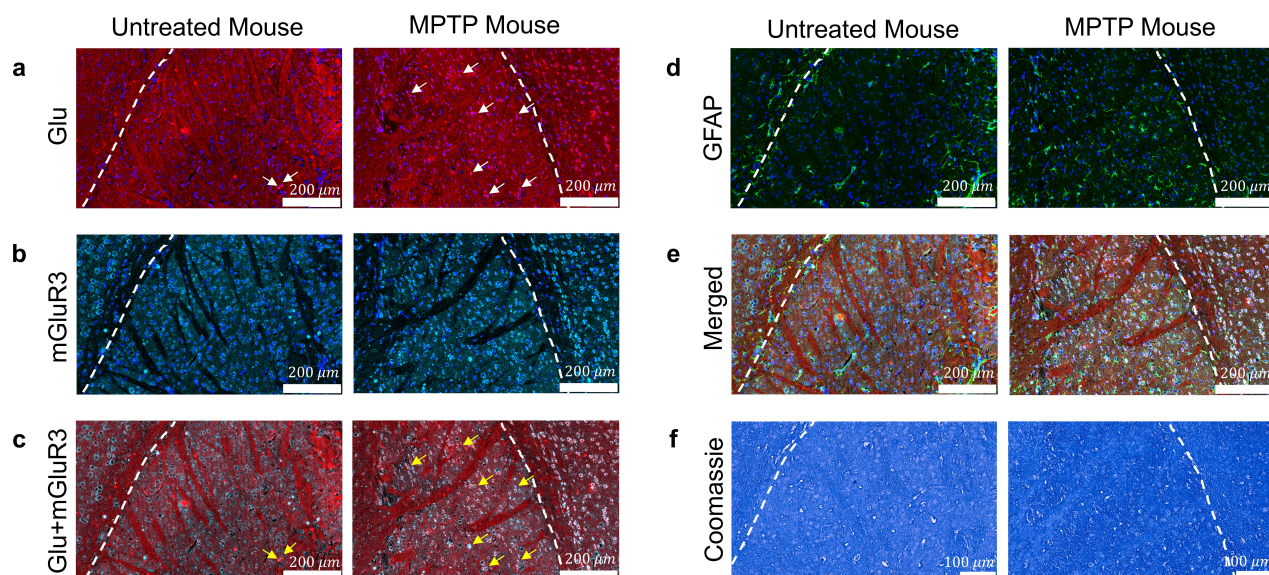 Untreated Mouse MPTP Mouse
a Glu 200 μm 200 μm
b mGluR3 200 μm 200 μm
c Glu+mGluR3 200 μm 200 μm
Untreated Mouse MPTP Mouse
d GFAP 200 μm 200 μm
e Merged 200 μm 200 μm
f Coomassie 100 μm 100 μm